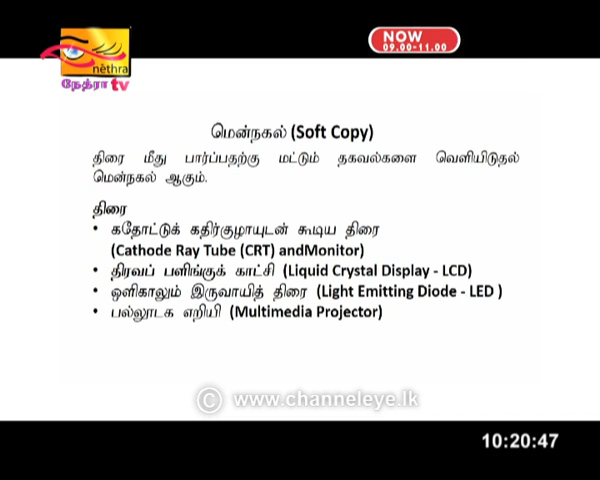 NOW
09.00-11.00
nethra
நேத்ரா tv
மென்நகல் (Soft Copy)
திரை மீது பார்ப்பதற்கு மட்டும் தகவல்களை வெளியிடுதல்
மென்நகல் ஆகும்.
திரை
• கதோட்டுக் கதிர்குழாயுடன் கூடிய திரை
(Cathode Ray Tube (CRT) andMonitor)
• திரவப் பளிங்குக் காட்சி (Liquid Crystal Display - LCD)
• ஒளிகாலும் இருவாயித் திரை (Light Emitting Diode - LED )
• பல்லூடக எறியி (Multimedia Projector)
© www.channeleye.lk
10:20:47